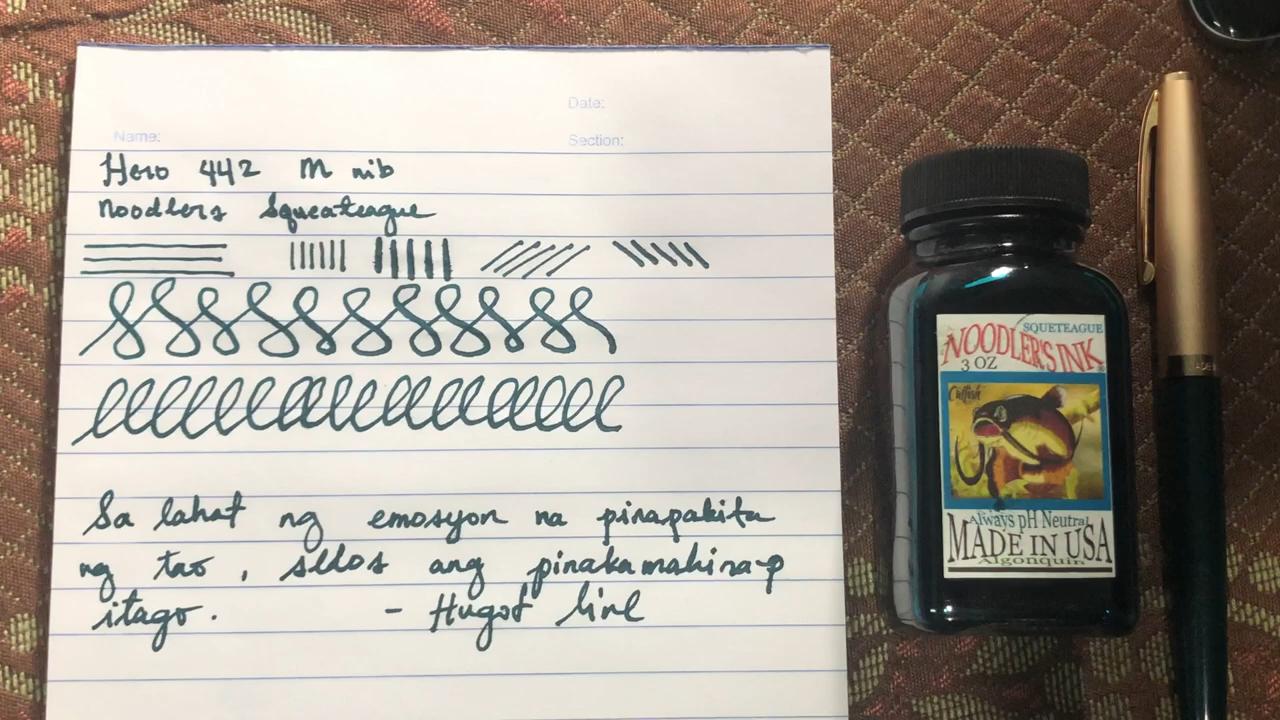 Date:
Name:
Section:
Hero 442 M nib
Noodlers Squeateague
Sa lahat ng emosyon na pinapakita
ng tao, selos ang pinakamahirap
itago. - Hugot line
SQUETEAGUE
NOODLER'S INK
3 OZ
Catfish
Always pH Neutral
MADE IN USA
Algonquin